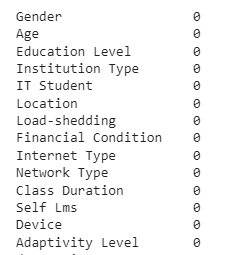 Gender 0
Age 0
Education Level 0
Institution Type 0
IT Student 0
Location 0
Load-shedding 0
Financial Condition 0
Internet Type 0
Network Type 0
Class Duration 0
Self Lms 0
Device 0
Adaptivity Level 0